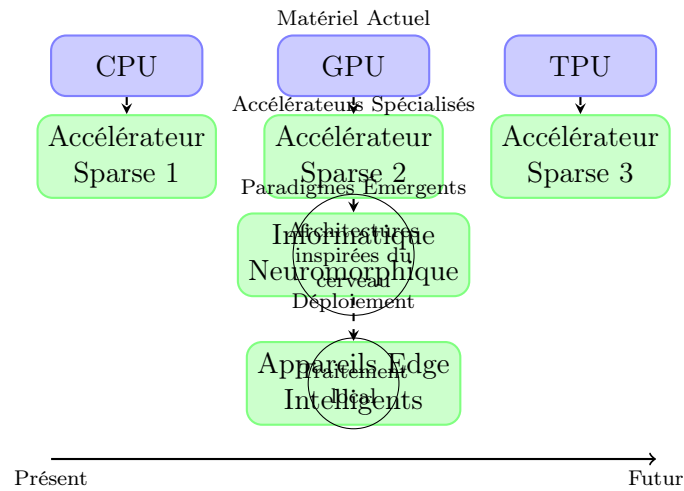 Matériel Actuel
CPU
GPU
TPU
Accélérateurs Spécialisés
Accélérateur
Sparse 1
Accélérateur
Sparse 2
Accélérateur
Sparse 3
Paradigmes Émergents
Informatique
Neuromorphique
Architectures
inspirées du
cerveau
Déploiement
Appareils Edge
Intelligents
Traitement
local
Présent
Futur